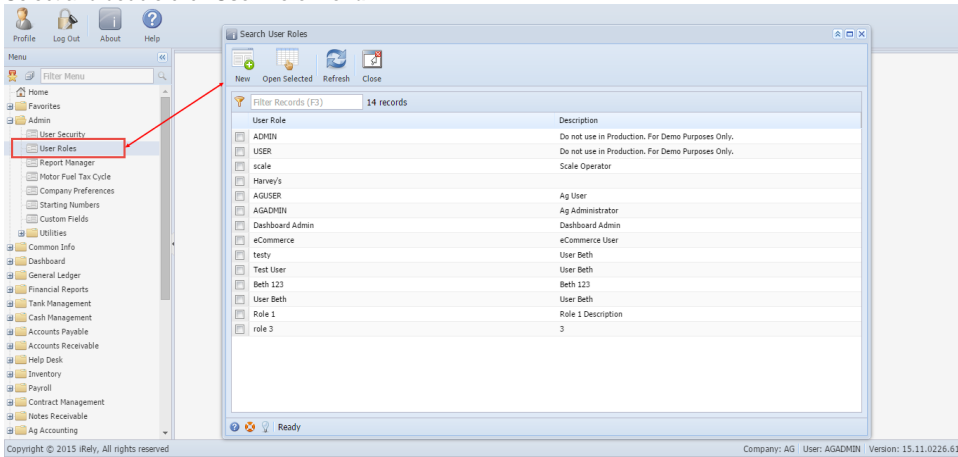 Profile Log Out About Help
Menu
Filter Menu
Home
Favorites
Admin
User Security
User Roles
Report Manager
Motor Fuel Tax Cycle
Company Preferences
Starting Numbers
Custom Fields
Utilities
Common Info
Dashboard
General Ledger
Financial Reports
Tank Management
Cash Management
Accounts Payable
Accounts Receivable
Help Desk
Inventory
Payroll
Contract Management
Notes Receivable
Ag Accounting
Search User Roles
New Open Selected Refresh Close
Filter Records (F3) 14 records
User Role Description
ADMIN Do not use in Production. For Demo Purposes Only.
USER Do not use in Production. For Demo Purposes Only.
scale Scale Operator
Harvey's
AGUSER Ag User
AGADMIN Ag Administrator
Dashboard Admin Dashboard Admin
eCommerce eCommerce User
testy User Beth
Test User User Beth
Beth 123 Beth 123
User Beth User Beth
Role 1 Role 1 Description
role 3 3
Ready
Copyright © 2015 iRely, All rights reserved Company: AG User: AGADMIN Version: 15.11.0226.61